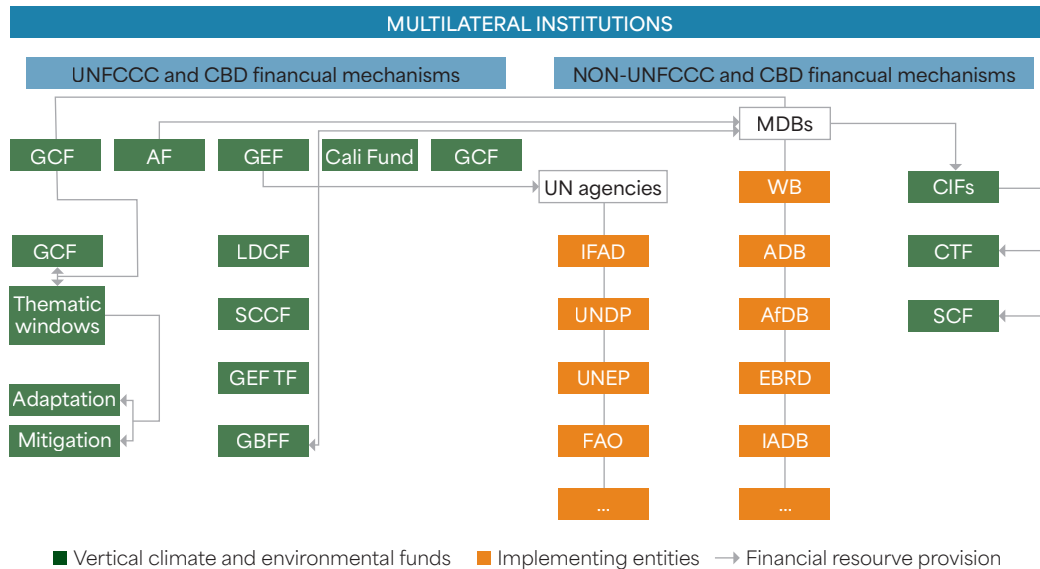 MULTILATERAL INSTITUTIONS
UNFCCC and CBD financual mechanisms
NON-UNFCCC and CBD financual mechanisms
MDBs
GCF
AF
GEF
Cali Fund
GCF
UN agencies
WB
CIFs
GCF
LDCF
IFAD
ADB
CTF
Thematic
windows
SCCF
UNDP
AfDB
SCF
GEF TF
UNEP
EBRD
Adaptation
Mitigation
GBFF
FAO
IADB
...
...
Vertical climate and environmental funds
Implementing entities
Financial resourve provision